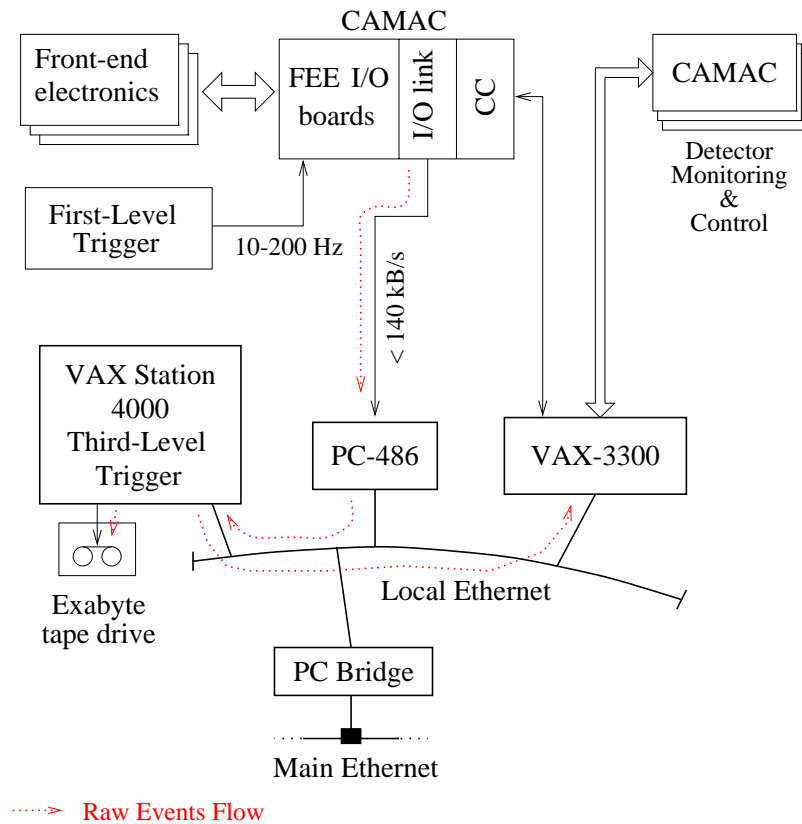 CAMAC
Front-end
electronics
FEE I/O
boards
I/O link
CC
CAMAC
Detector
Monitoring
&
Control
First-Level
Trigger
10-200 Hz
< 140 kB/s
VAX Station
4000
Third-Level
Trigger
PC-486
VAX-3300
Local Ethernet
Exabyte
tape drive
PC Bridge
Main Ethernet
Raw Events Flow